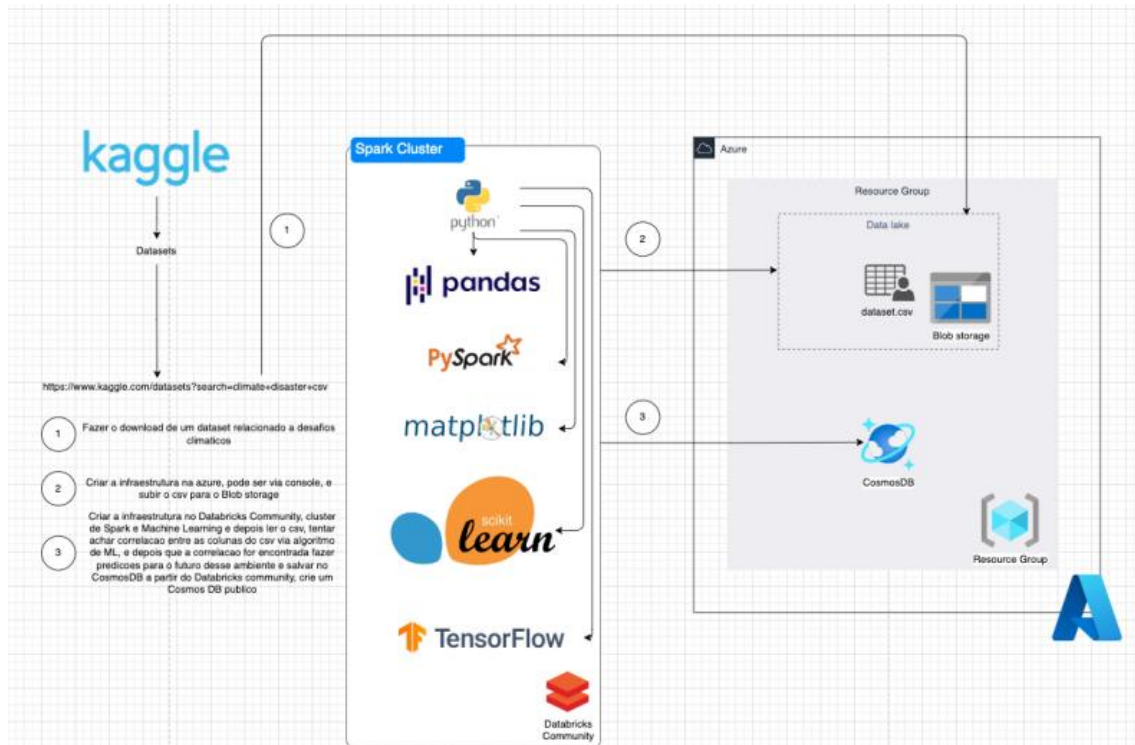 kaggle
Datasets
https://www.kaggle.com/datasets?search=climate+disaster+csv
1
Fazer o download de um dataset relacionado a desafios
climaticos
2
Criar a infraestrutura na azure, pode ser via console, e
subir o csv para o Blob storage
3
Criar a infraestrutura no Databricks Community, cluster
de Spark e Machine Learning e depois ler o csv, tentar
achar correlacao entre as colunas do csv via algoritmo
de ML, e depois que a correlacao for encontrada fazer
predicoes para o futuro desse ambiente e salvar no
CosmosDB a partir do Databricks community, crie um
Cosmos DB publico
1
Spark Cluster
python
pandas
PySpark
matplotlib
scikit
learn
TensorFlow
Databricks
Community
2
3
Azure
Resource Group
Data lake
dataset.csv
Blob storage
CosmosDB
Resource Group